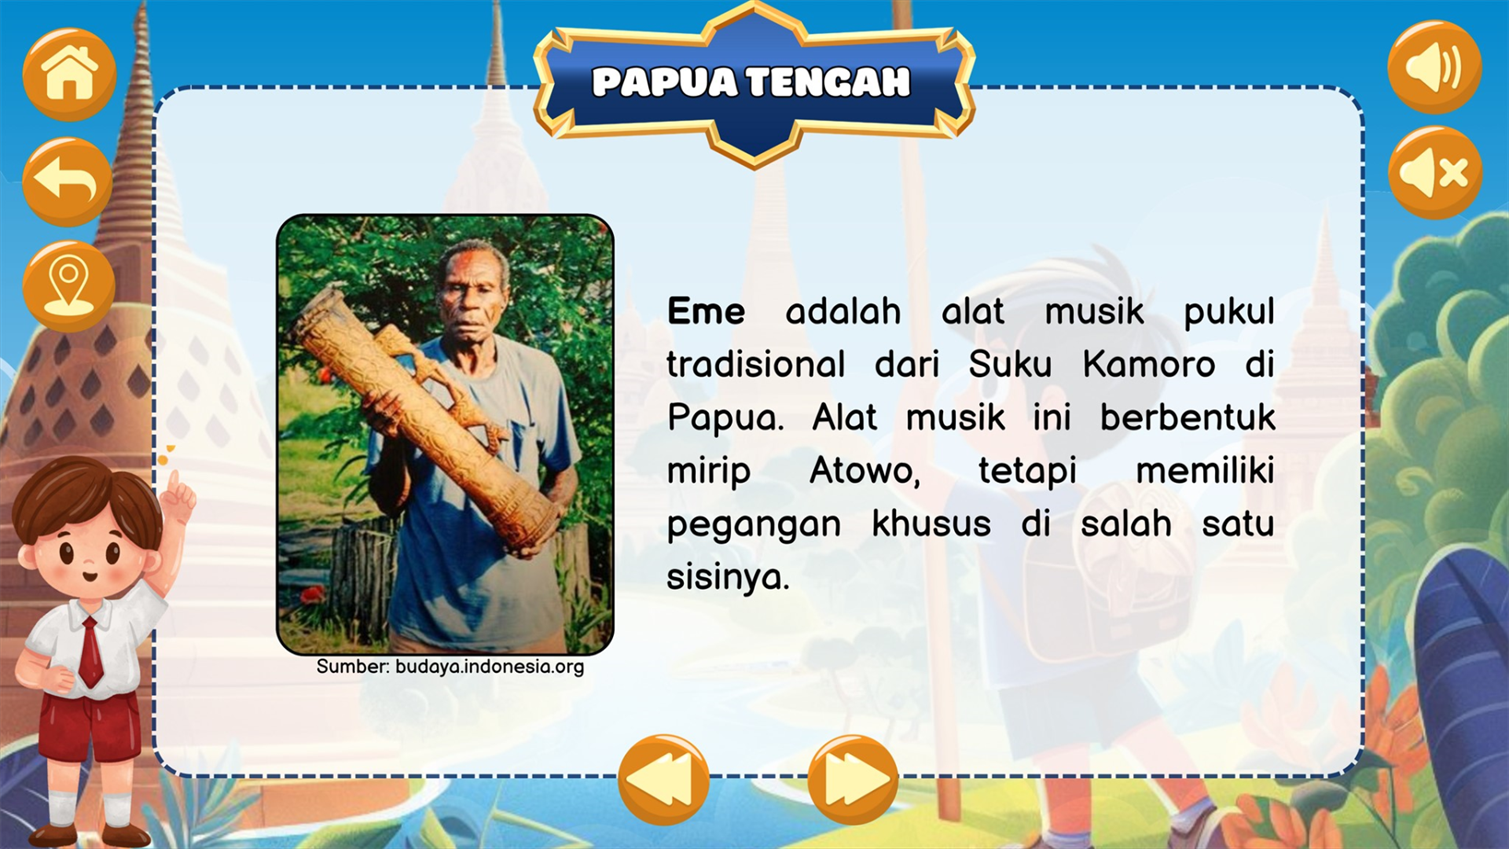 PAPUA TENGAH
Eme adalah alat musik pukul
tradisional dari Suku Kamoro di
Papua. Alat musik ini berbentuk
mirip Atowo, tetapi memiliki
pegangan khusus di salah satu
sisinya.
Sumber: budaya.indonesia.org